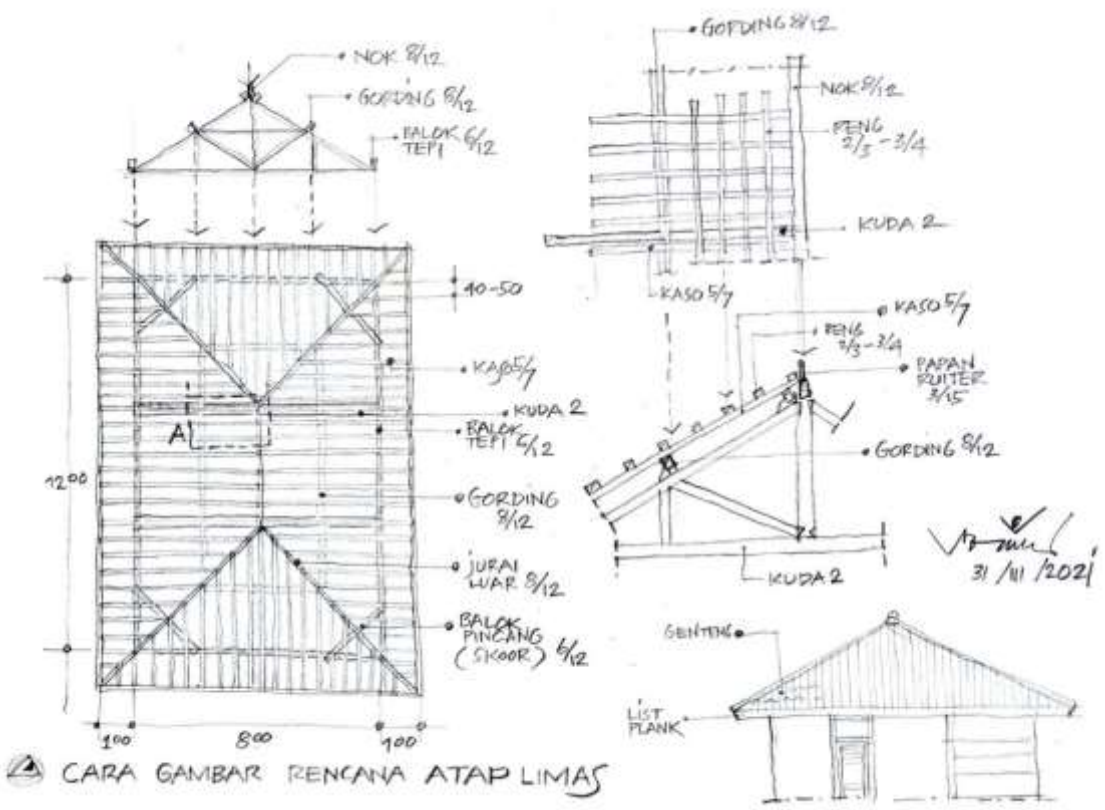 NOK 8/12
GORDING 8/12
BALOK
TEPI 6/12
40-50
KASO 5/7
KUDA 2
BALOK
TEPI 6/12
A
1200
GORDING
8/12
JURAI
LUAR 8/12
BALOK
PINCANG
(SKOOR) 6/12
100
800
100
CARA GAMBAR RENCANA ATAP LIMAS
GORDING 8/12
NOK 8/12
RENG
2/3-3/4
KUDA 2
KASO 5/7
KASO 5/7
RENG
2/3-3/4
PAPAN
RUITER
3/15
GORDING 8/12
KUDA 2
31/III/2021
GENTENG
LIST
PLANK